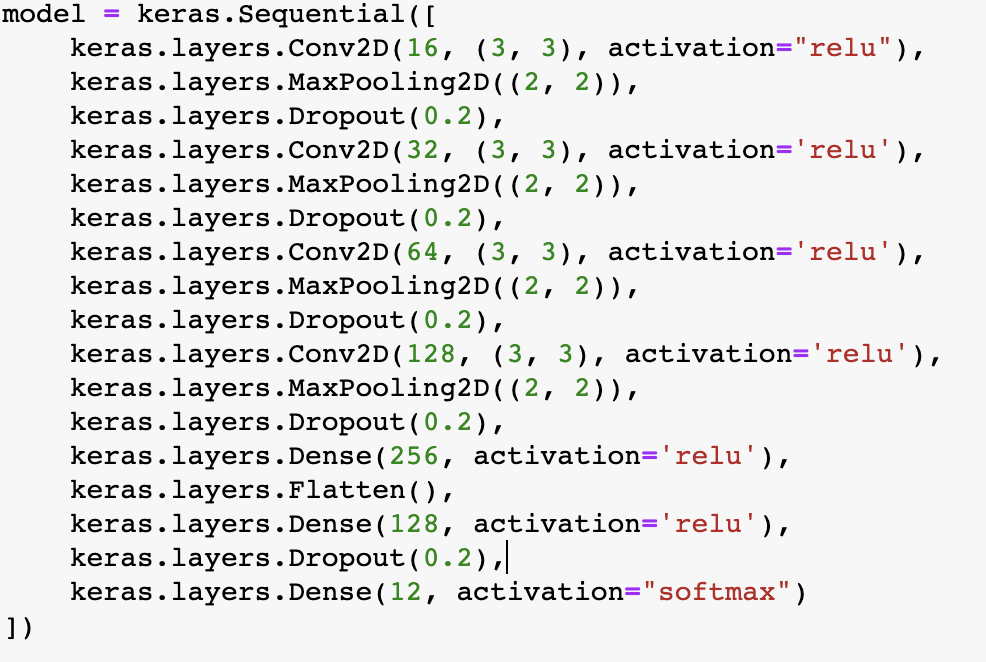 model = keras.Sequential([
    keras.layers.Conv2D(16, (3, 3), activation="relu"),
    keras.layers.MaxPooling2D((2, 2)),
    keras.layers.Dropout(0.2),
    keras.layers.Conv2D(32, (3, 3), activation='relu'),
    keras.layers.MaxPooling2D((2, 2)),
    keras.layers.Dropout(0.2),
    keras.layers.Conv2D(64, (3, 3), activation='relu'),
    keras.layers.MaxPooling2D((2, 2)),
    keras.layers.Dropout(0.2),
    keras.layers.Conv2D(128, (3, 3), activation='relu'),
    keras.layers.MaxPooling2D((2, 2)),
    keras.layers.Dropout(0.2),
    keras.layers.Dense(256, activation='relu'),
    keras.layers.Flatten(),
    keras.layers.Dense(128, activation='relu'),
    keras.layers.Dropout(0.2),
    keras.layers.Dense(12, activation="softmax")
])